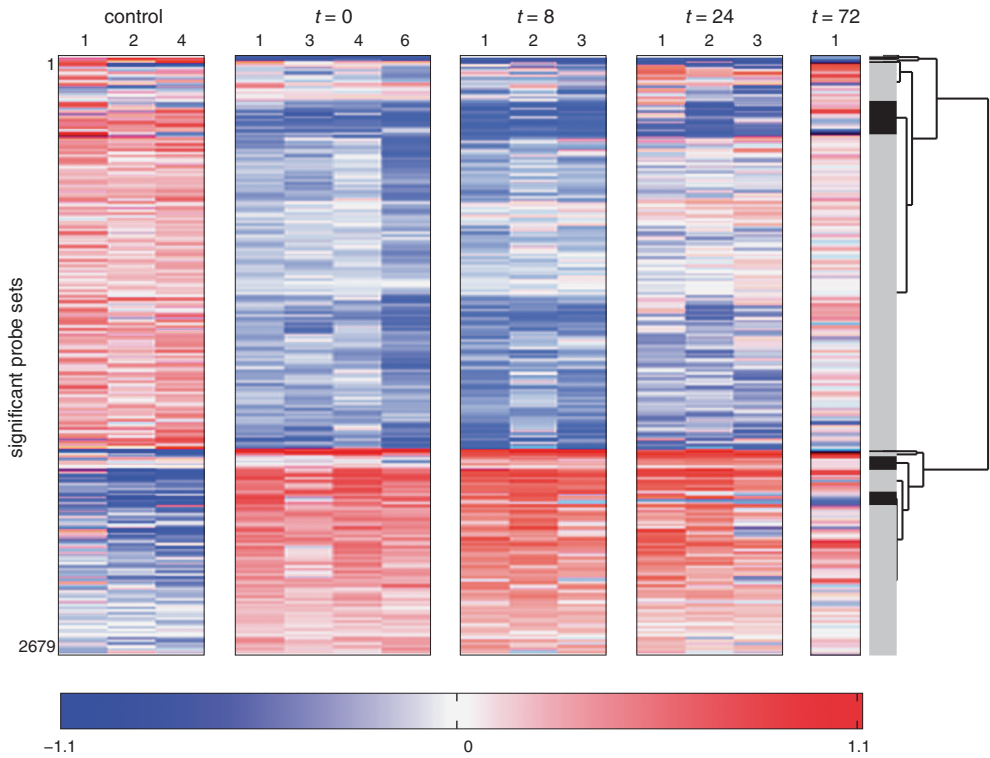 control t = 0 t = 8 t = 24 t = 72
1 2 4 1 3 4 6 1 2 3 1 2 3 1
1
significant probe sets
2679
−1.1 0 1.1